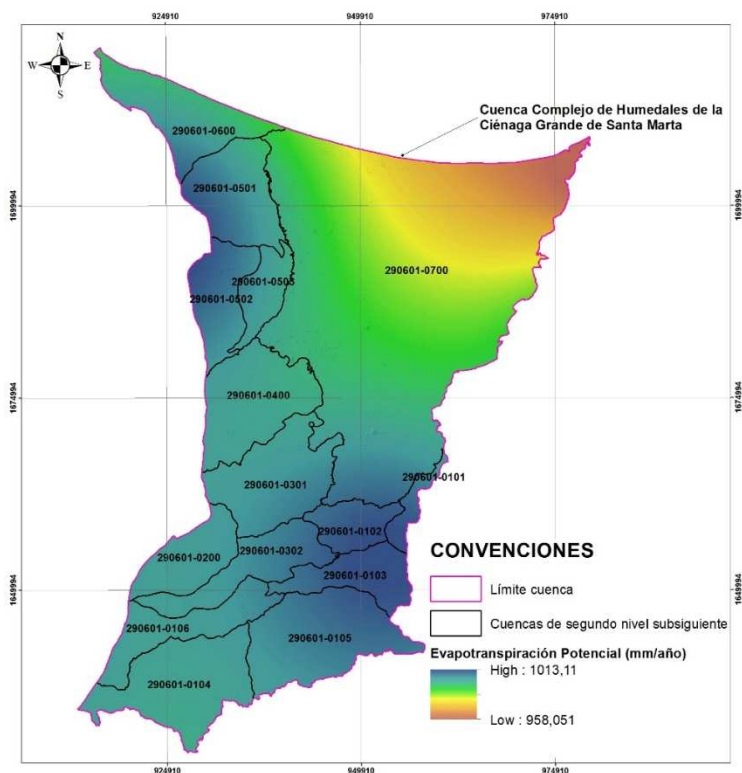 924910 949910 974910
N
W E
S
Cuenca Complejo de Humedales de la
Ciénaga Grande de Santa Marta
290601-0600
290601-0501
1699994 1699994
290601-0700
290601-0503
290601-0502
1674994 1674994
290601-0400
290601-0101
290601-0301
290601-0102
290601-0302
290601-0200
290601-0103
1649994 1649994
290601-0106
290601-0105
290601-0104
CONVENCIONES
Límite cuenca
Cuencas de segundo nivel subsiguiente
Evapotranspiración Potencial (mm/año)
High : 1013,11
Low : 958,051
924910 949910 974910